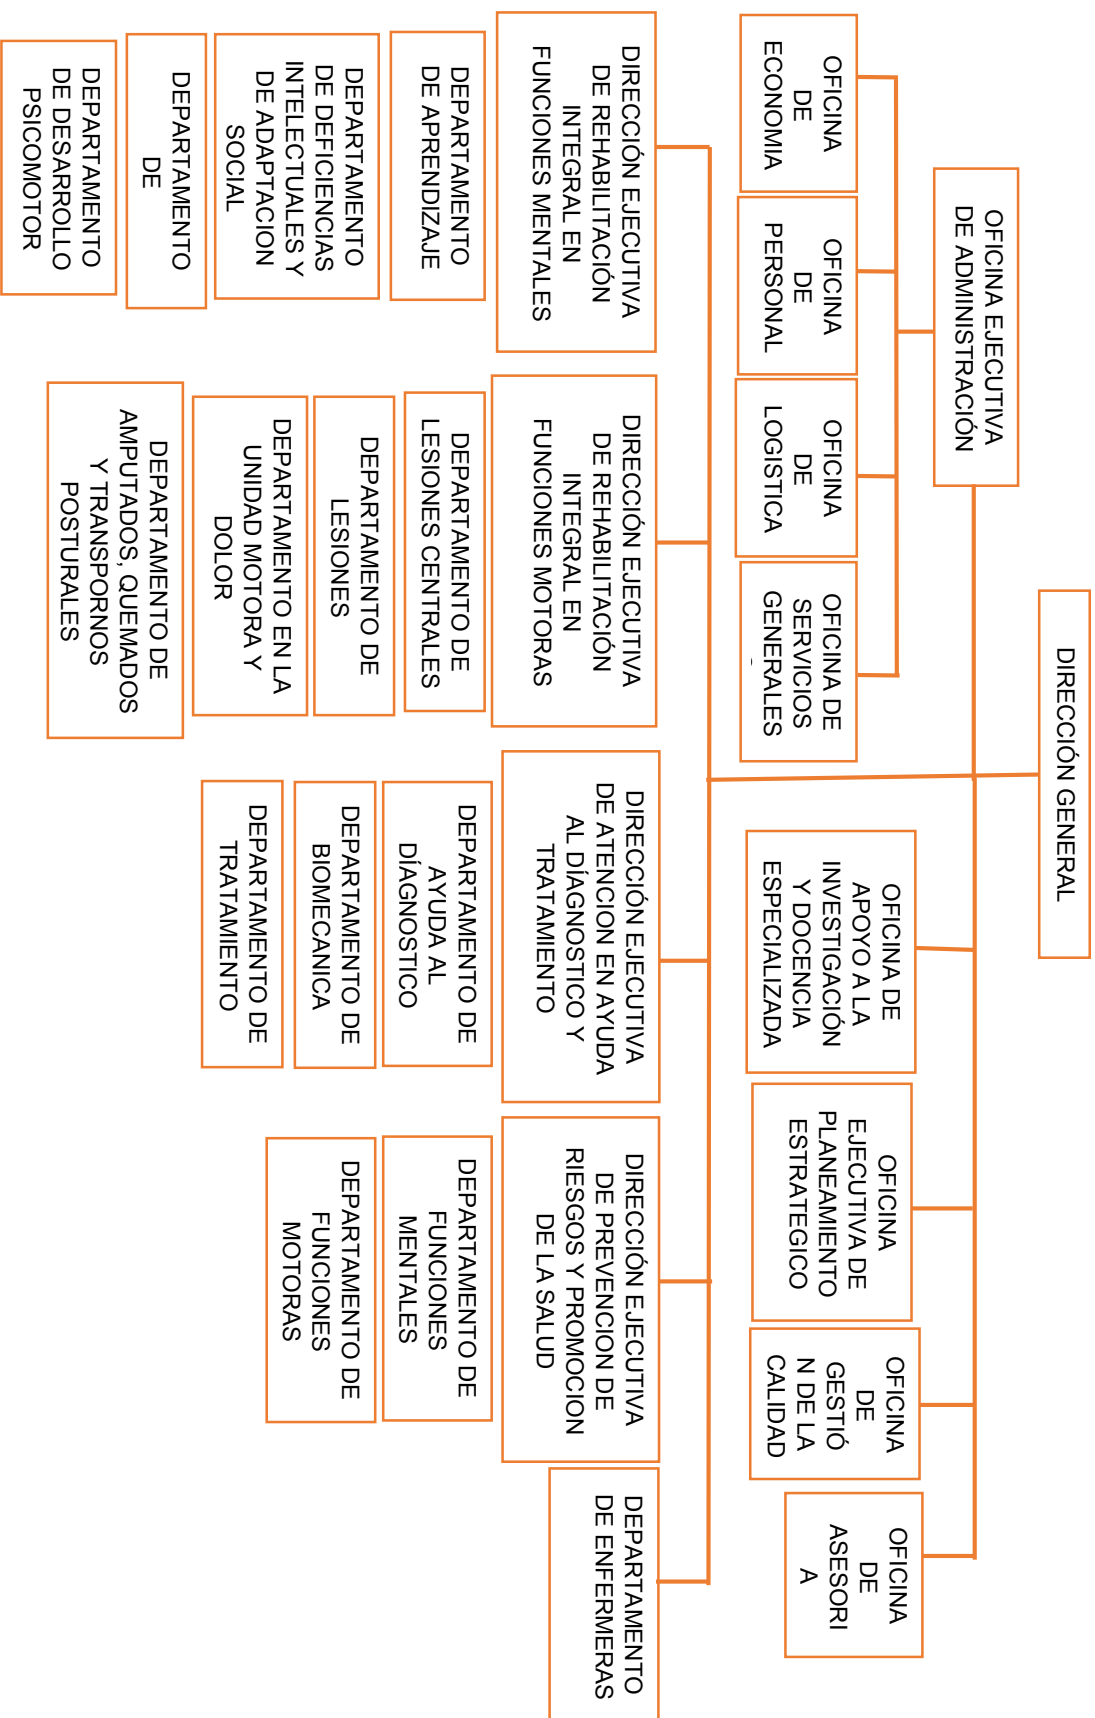 DIRECCIÓN GENERAL
OFICINA EJECUTIVA
DE ADMINISTRACIÓN
OFICINA
DE
ECONOMIA
OFICINA
DE
PERSONAL
OFICINA
DE
LOGISTICA
OFICINA DE
SERVICIOS
GENERALES
OFICINA DE
APOYO A LA
INVESTIGACIÓN
Y DOCENCIA
ESPECIALIZADA
OFICINA
EJECUTIVA DE
PLANEAMIENTO
ESTRATEGICO
OFICINA
DE
GESTIÓ
N DE LA
CALIDAD
OFICINA
DE
ASESORI
A
DIRECCIÓN EJECUTIVA
DE REHABILITACIÓN
INTEGRAL EN
FUNCIONES MENTALES
DEPARTAMENTO
DE APRENDIZAJE
DEPARTAMENTO
DE DEFICIENCIAS
INTELECTUALES Y
DE ADAPTACION
SOCIAL
DEPARTAMENTO
DE
DEPARTAMENTO
DE DESARROLLO
PSICOMOTOR
DIRECCIÓN EJECUTIVA
DE REHABILITACIÓN
INTEGRAL EN
FUNCIONES MOTORAS
DEPARTAMENTO DE
LESIONES CENTRALES
DEPARTAMENTO DE
LESIONES
DEPARTAMENTO EN LA
UNIDAD MOTORA Y
DOLOR
DEPARTAMENTO DE
AMPUTADOS, QUEMADOS
Y TRANSPORNOS
POSTURALES
DIRECCIÓN EJECUTIVA
DE ATENCION EN AYUDA
AL DÍAGNOSTICO Y
TRATAMIENTO
DEPARTAMENTO DE
AYUDA AL
DÍAGNOSTICO
DEPARTAMENTO DE
BIOMECANICA
DEPARTAMENTO DE
TRATAMIENTO
DIRECCIÓN EJECUTIVA
DE PREVENCION DE
RIESGOS Y PROMOCION
DE LA SALUD
DEPARTAMENTO DE
FUNCIONES
MENTALES
DEPARTAMENTO DE
FUNCIONES
MOTORAS
DEPARTAMENTO
DE ENFERMERAS